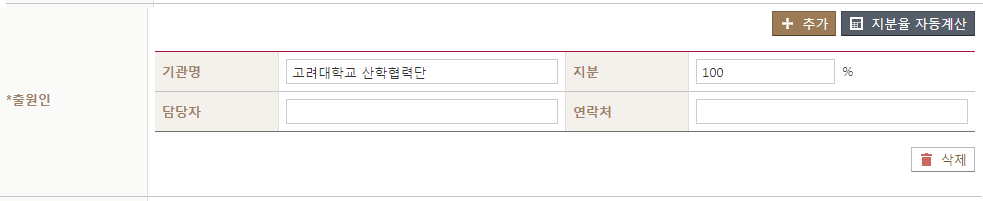 + 추가 지분율 자동계산
*출원인
기관명 고려대학교 산학협력단 지분 100 %
담당자 연락처
삭제